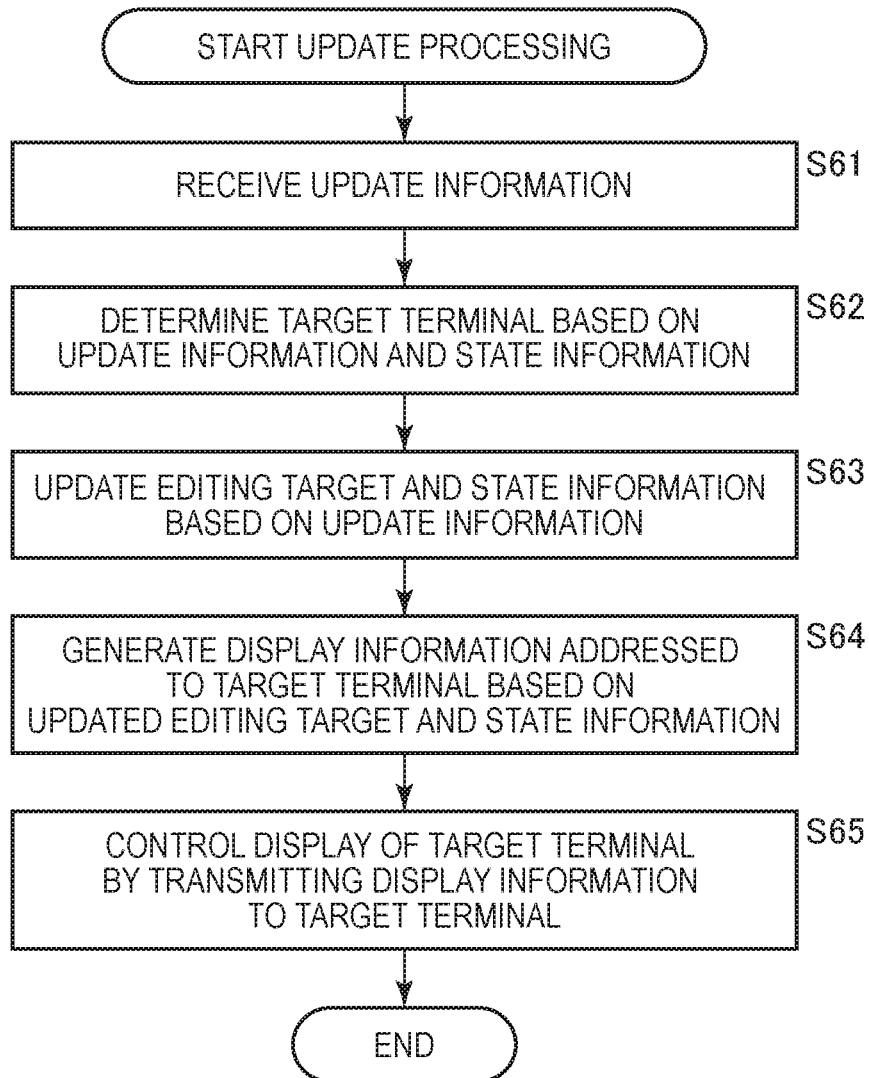 START UPDATE PROCESSING
S61
RECEIVE UPDATE INFORMATION
S62
DETERMINE TARGET TERMINAL BASED ON
UPDATE INFORMATION AND STATE INFORMATION
S63
UPDATE EDITING TARGET AND STATE INFORMATION
BASED ON UPDATE INFORMATION
S64
GENERATE DISPLAY INFORMATION ADDRESSED
TO TARGET TERMINAL BASED ON
UPDATED EDITING TARGET AND STATE INFORMATION
S65
CONTROL DISPLAY OF TARGET TERMINAL
BY TRANSMITTING DISPLAY INFORMATION
TO TARGET TERMINAL
END